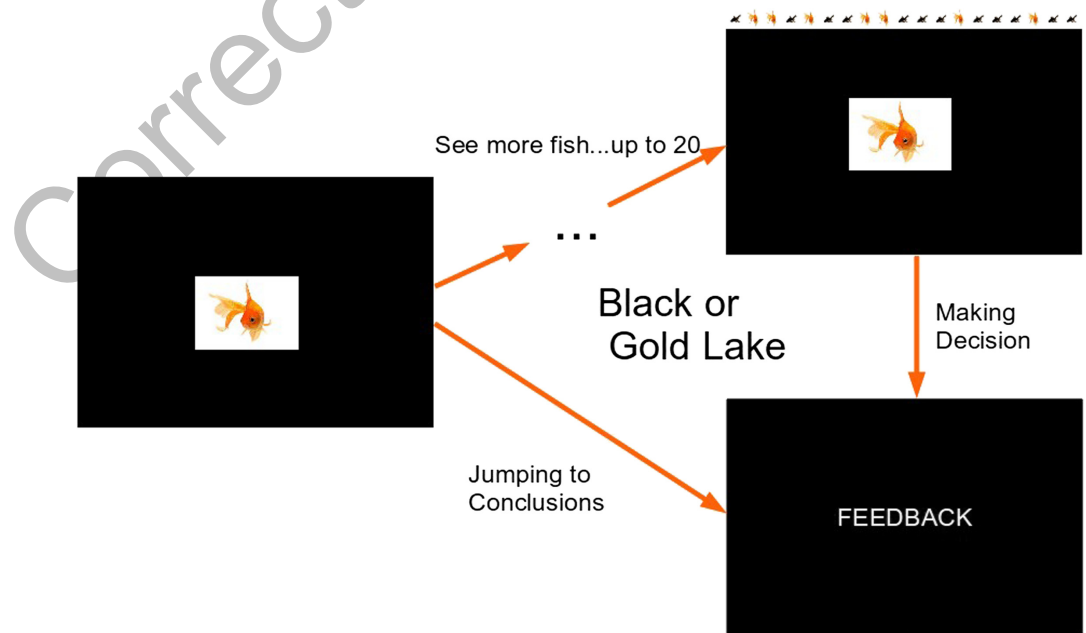 Correct
See more fish...up to 20
...
Black or
Gold Lake
Making
Decision
Jumping to
Conclusions
FEEDBACK